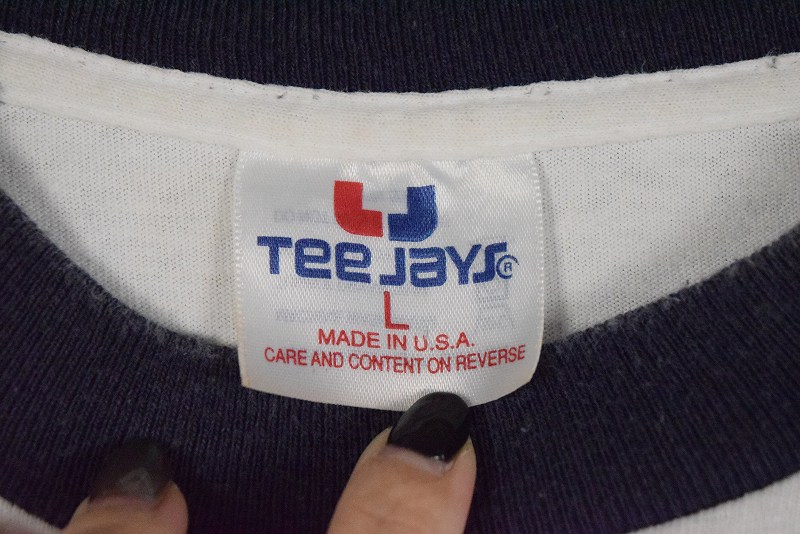 Tee Jays®
L
MADE IN U.S.A.
CARE AND CONTENT ON REVERSE